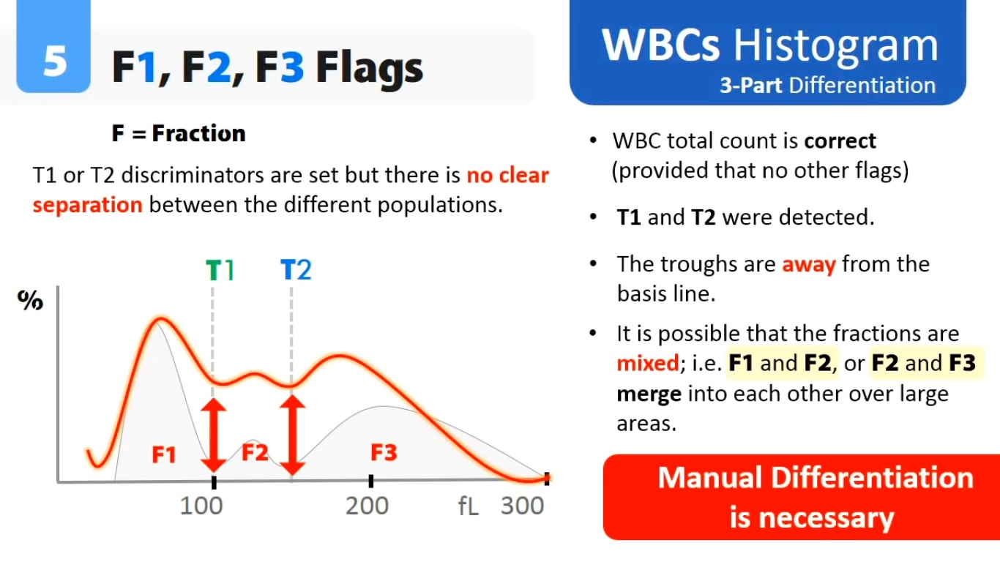 5
F1, F2, F3 Flags
WBCs Histogram
3-Part Differentiation
F = Fraction
T1 or T2 discriminators are set but there is no clear
separation between the different populations.
T1
T2
%
F1
F2
F3
100
200
fL
300
• WBC total count is correct
(provided that no other flags)
• T1 and T2 were detected.
• The troughs are away from the
basis line.
• It is possible that the fractions are
mixed; i.e. F1 and F2, or F2 and F3
merge into each other over large
areas.
Manual Differentiation
is necessary